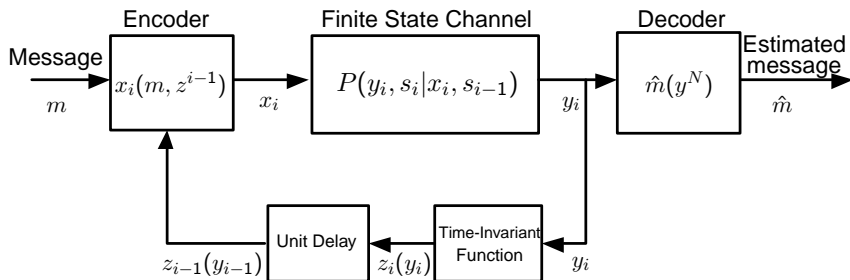 Encoder
Finite State Channel
Decoder
Message
Estimated
message
m
x_i(m, z^{i-1})
x_i
P(y_i, s_i|x_i, s_{i-1})
y_i
m̂(y^N)
m̂
z_{i-1}(y_{i-1})
Unit Delay
z_i(y_i)
Time-Invariant
Function
y_i